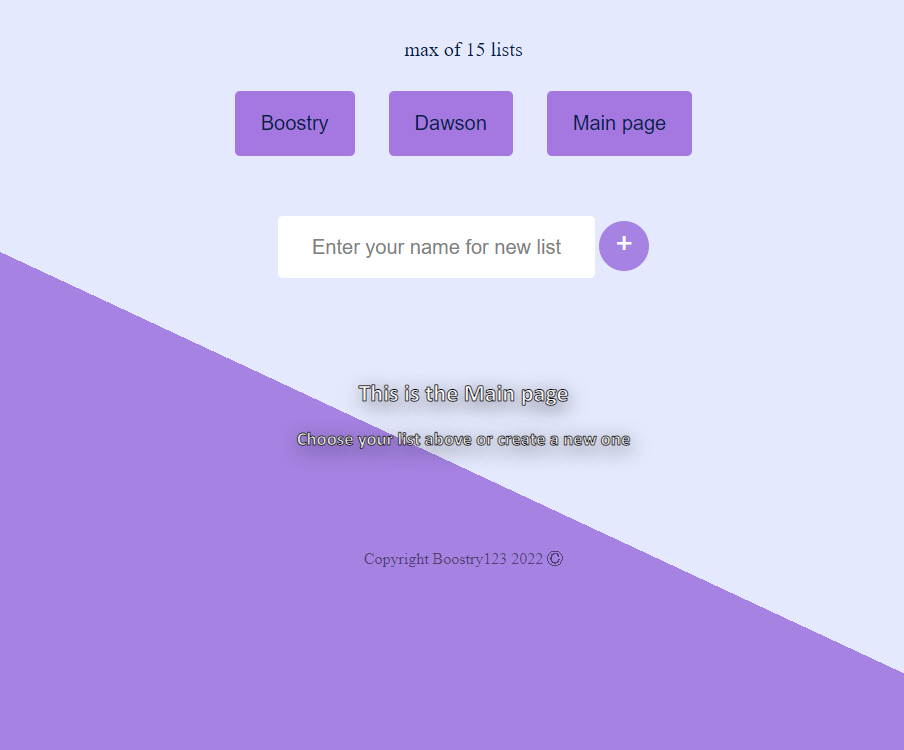 max of 15 lists
Boostry Dawson Main page
Enter your name for new list +
This is the Main page
Choose your list above or create a new one
Copyright Boostry123 2022 ©